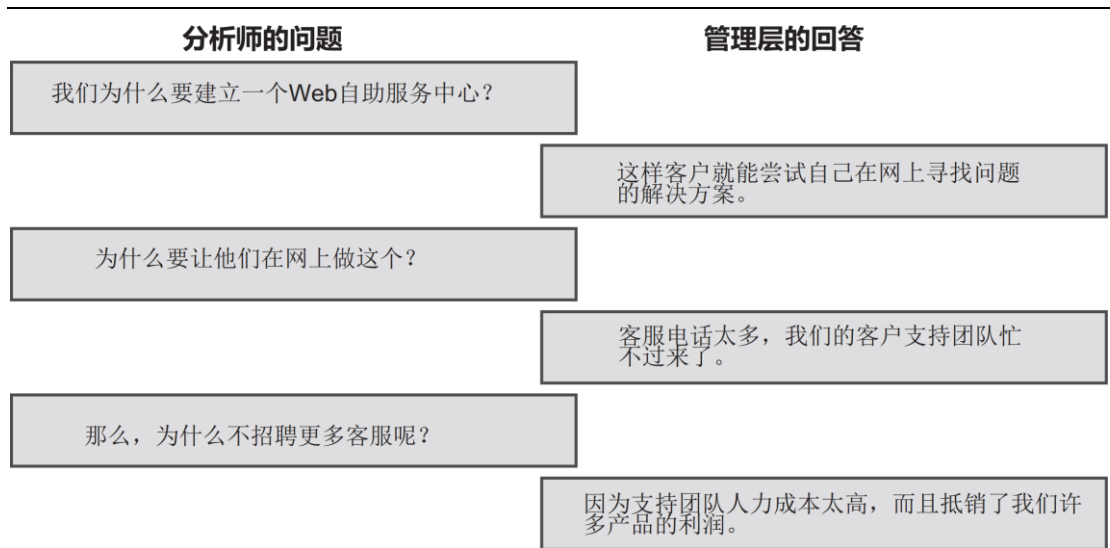 分析师的问题
管理层的回答
我们为什么要建立一个Web自助服务中心？
这样客户就能尝试自己在网上寻找问题
的解决方案。
为什么要让他们在网上做这个？
客服电话太多，我们的客户支持团队忙
不过来了。
那么，为什么不招聘更多客服呢？
因为支持团队人力成本太高，而且抵销了我们许
多产品的利润。